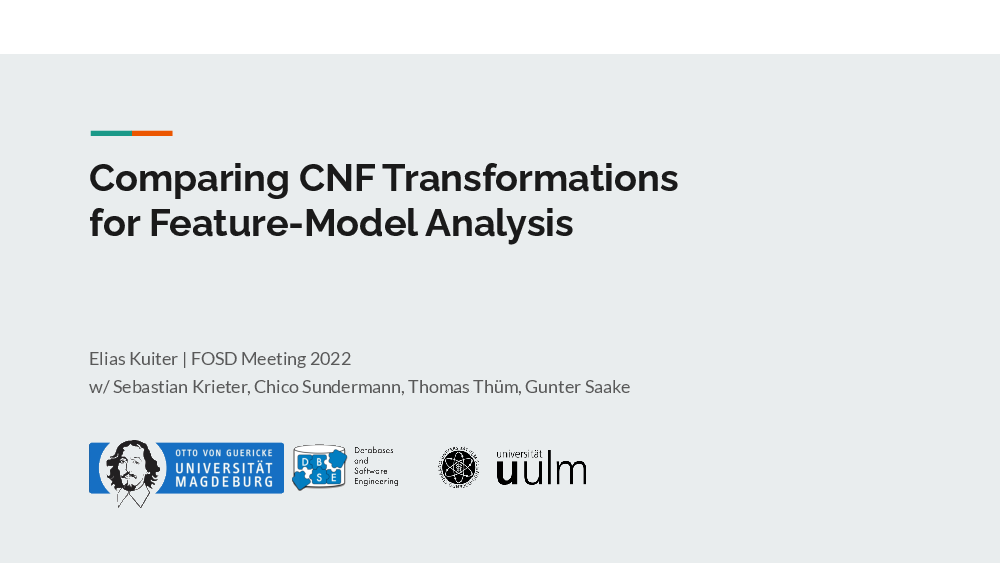 Comparing CNF Transformations
for Feature-Model Analysis
Elias Kuiter | FOSD Meeting 2022
w/ Sebastian Krieter, Chico Sundermann, Thomas Thüm, Gunter Saake
OTTO VON GUERICKE
UNIVERSITÄT
MAGDEBURG
D B
S E
Databases
and
Software
Engineering
universität
uulm